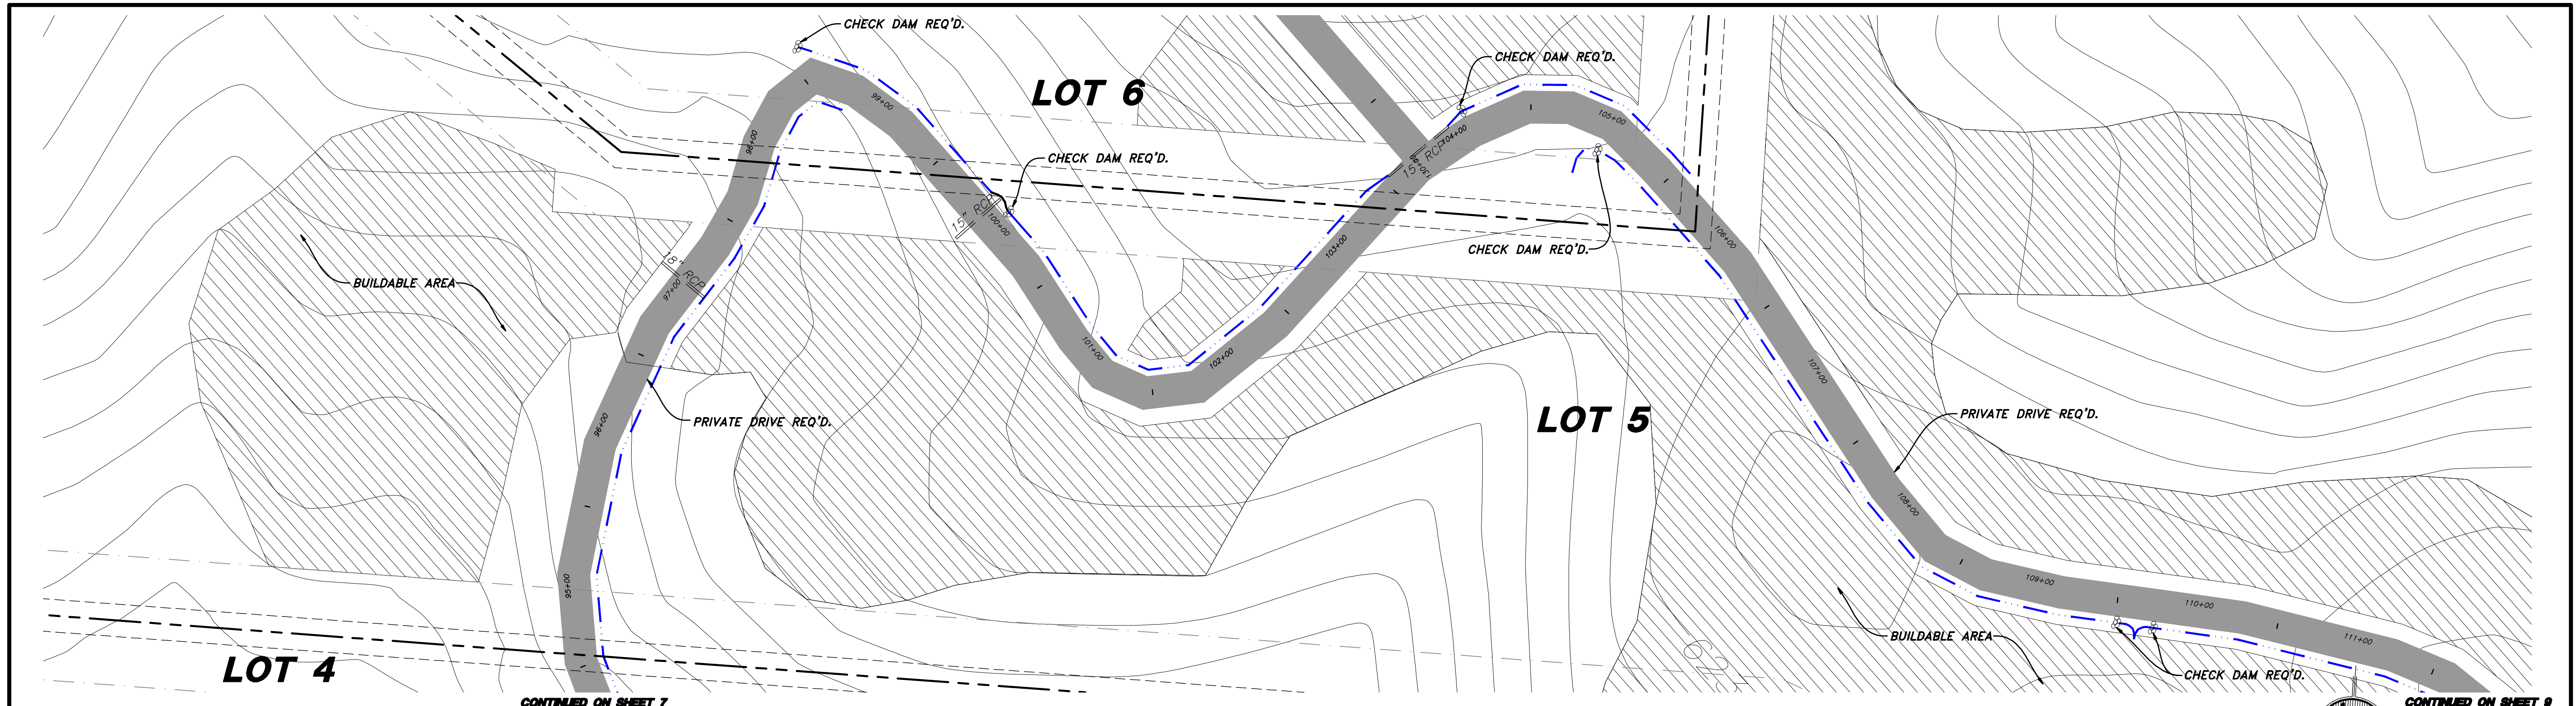 CHECK DAM REQ'D.
CHECK DAM REQ'D.
LOT 6
99+00
104+00
105+00
98+00
CHECK DAM REQ'D.
15" RCP
130+96
15" RCP
100+00
106+00
103+00
CHECK DAM REQ'D.
18" RCP
97+00
BUILDABLE AREA
101+00
102+00
107+00
LOT 5
PRIVATE DRIVE REQ'D.
PRIVATE DRIVE REQ'D.
96+00
108+00
95+00
109+00
110+00
BUILDABLE AREA
111+00
LOT 4
CHECK DAM REQ'D.
CONTINUED ON SHEET 7
CONTINUED ON SHEET 9